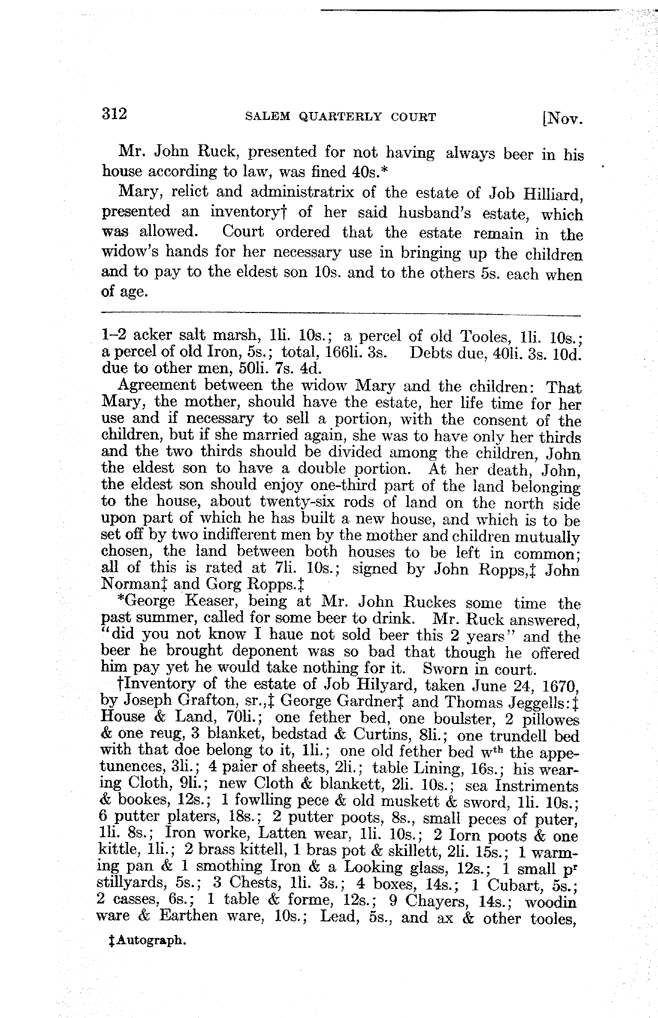 312 SALEM QUARTERLY COURT [Nov.
Mr. John Ruck, presented for not having always beer in his
house according to law, was fined 40s.*
Mary, relict and administratrix of the estate of Job Hilliard,
presented an inventory† of her said husband's estate, which
was allowed. Court ordered that the estate remain in the
widow's hands for her necessary use in bringing up the children
and to pay to the eldest son 10s. and to the others 5s. each when
of age.
1-2 acker salt marsh, 1li. 10s.; a percel of old Tooles, 1li. 10s.;
a percel of old Iron, 5s.; total, 166li. 3s. Debts due, 40li. 3s. 10d.
due to other men, 50li. 7s. 4d.
Agreement between the widow Mary and the children: That
Mary, the mother, should have the estate, her life time for her
use and if necessary to sell a portion, with the consent of the
children, but if she married again, she was to have only her thirds
and the two thirds should be divided among the children, John
the eldest son to have a double portion. At her death, John,
the eldest son should enjoy one-third part of the land belonging
to the house, about twenty-six rods of land on the north side
upon part of which he has built a new house, and which is to be
set off by two indifferent men by the mother and children mutually
chosen, the land between both houses to be left in common;
all of this is rated at 7li. 10s.; signed by John Ropps,‡ John
Norman‡ and Gorg Ropps.‡
*George Keaser, being at Mr. John Ruckes some time the
past summer, called for some beer to drink. Mr. Ruck answered,
"did you not know I haue not sold beer this 2 years" and the
beer he brought deponent was so bad that though he offered
him pay yet he would take nothing for it. Sworn in court.
†Inventory of the estate of Job Hilyard, taken June 24, 1670,
by Joseph Grafton, sr.,‡ George Gardner‡ and Thomas Jeggells:‡
House & Land, 70li.; one fether bed, one boulster, 2 pillowes
& one reug, 3 blanket, bedstad & Curtins, 8li.; one trundell bed
with that doe belong to it, 1li.; one old fether bed wth the appe-
tunences, 3li.; 4 paier of sheets, 2li.; table Lining, 16s.; his wear-
ing Cloth, 9li.; new Cloth & blankett, 2li. 10s.; sea Instriments
& bookes, 12s.; 1 fowlling pece & old muskett & sword, 1li. 10s.;
6 putter platers, 18s.; 2 putter poots, 8s., small peces of puter,
1li. 8s.; Iron worke, Latten wear, 1li. 10s.; 2 Iorn poots & one
kittle, 1li.; 2 brass kittell, 1 bras pot & skillett, 2li. 15s.; 1 warm-
ing pan & 1 smothing Iron & a Looking glass, 12s.; 1 small pr
stillyards, 5s.; 3 Chests, 1li. 3s.; 4 boxes, 14s.; 1 Cubart, 5s.;
2 casses, 6s.; 1 table & forme, 12s.; 9 Chayers, 14s.; woodin
ware & Earthen ware, 10s.; Lead, 5s., and ax & other tooles,
‡Autograph.